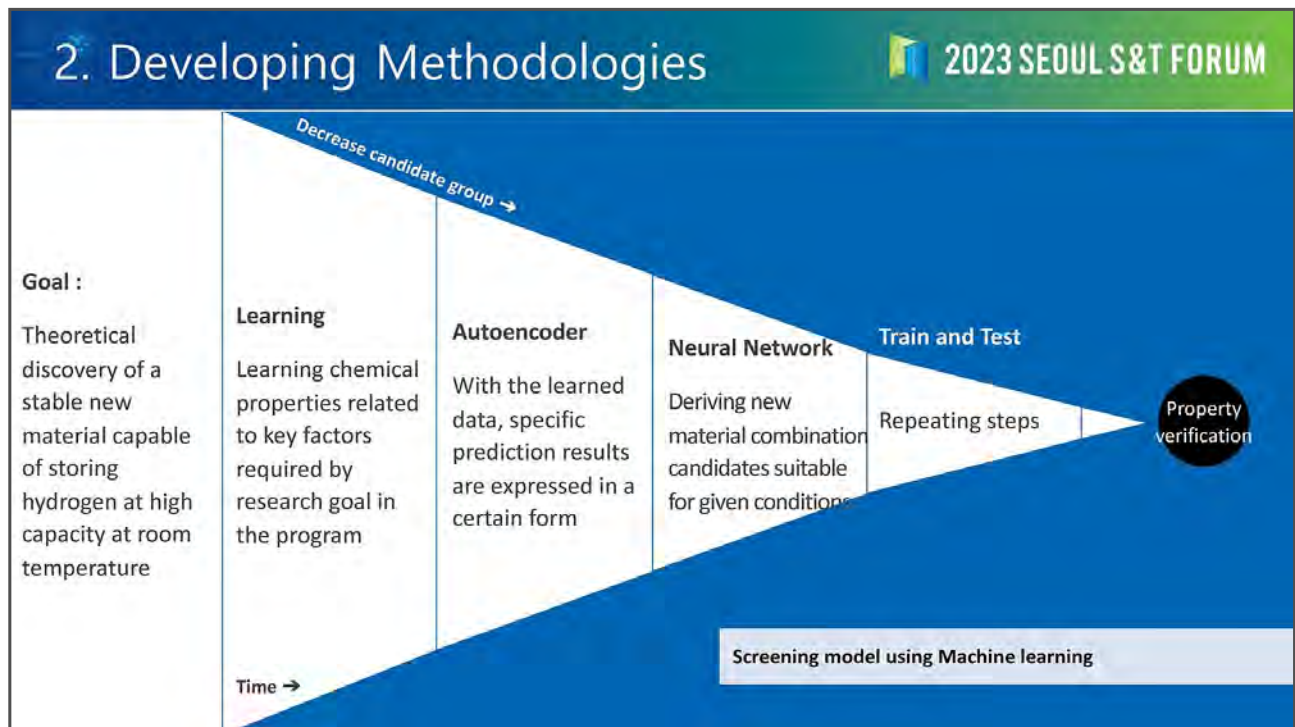 2. Developing Methodologies
2023 SEOUL S&T FORUM
Decrease candidate group →
Goal :
Theoretical
discovery of a
stable new
material capable
of storing
hydrogen at high
capacity at room
temperature
Learning
Learning chemical
properties related
to key factors
required by
research goal in
the program
Autoencoder
With the learned
data, specific
prediction results
are expressed in a
certain form
Neural Network
Deriving new
material combination
candidates suitable
for given conditions
Train and Test
Repeating steps
Property
verification
Screening model using Machine learning
Time →